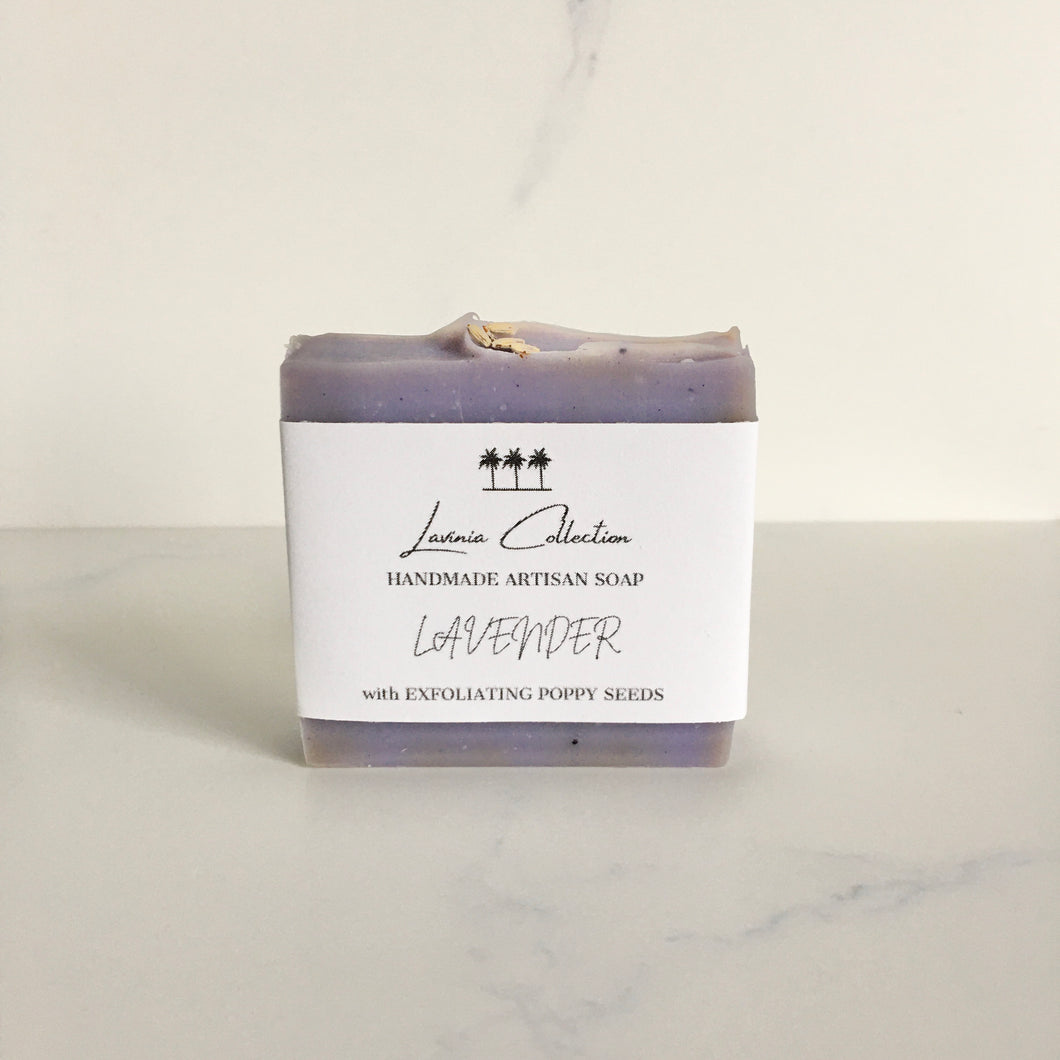 Lavinia Collection
HANDMADE ARTISAN SOAP
LAVENDER
with EXFOLIATING POPPY SEEDS